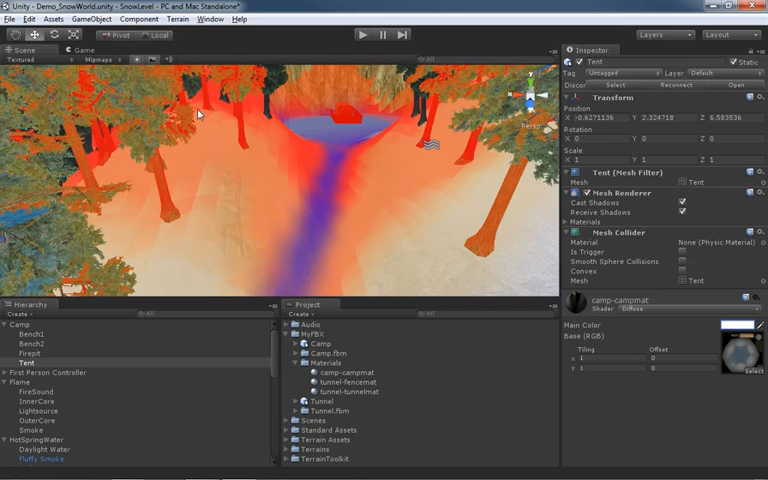 Unity - Demo_SnowWorld.unity - SnowLevel - PC and Mac Standalone*
File Edit Assets GameObject Component Terrain Window Help
Pivot Local Layers Layout
Scene Game
Textured Mipmaps All
y
x
Persp
Inspector
Tent Static
Tag Untagged Layer Default
Discor Select Reconnect Open
Transform
Position
X -0.6271136 Y 2.324718 Z 6.583536
Rotation
X 0 Y 0 Z 0
Scale
X 1 Y 1 Z 1
Tent (Mesh Filter)
Mesh Tent
Mesh Renderer
Cast Shadows
Receive Shadows
Materials
Mesh Collider
Material None (Physic Material)
Is Trigger
Smooth Sphere Collisions
Convex
Mesh Tent
camp-campmat
Shader Diffuse
Main Color
Base (RGB)
Tiling Offset
x 1 0
y 1 0
Select
Hierarchy
Create All
Camp
Bench1
Bench2
Firepit
Tent
First Person Controller
Flame
FireSound
InnerCore
Lightsource
OuterCore
Smoke
HotSpringWater
Daylight Water
Fluffy Smoke
Project
Create All
Audio
MyFBX
Camp
Camp.fbm
Materials
camp-campmat
tunnel-fencemat
tunnel-tunnelmat
Tunnel
Tunnel.fbm
Scenes
Standard Assets
Terrain Assets
Terrains
TerrainToolkit